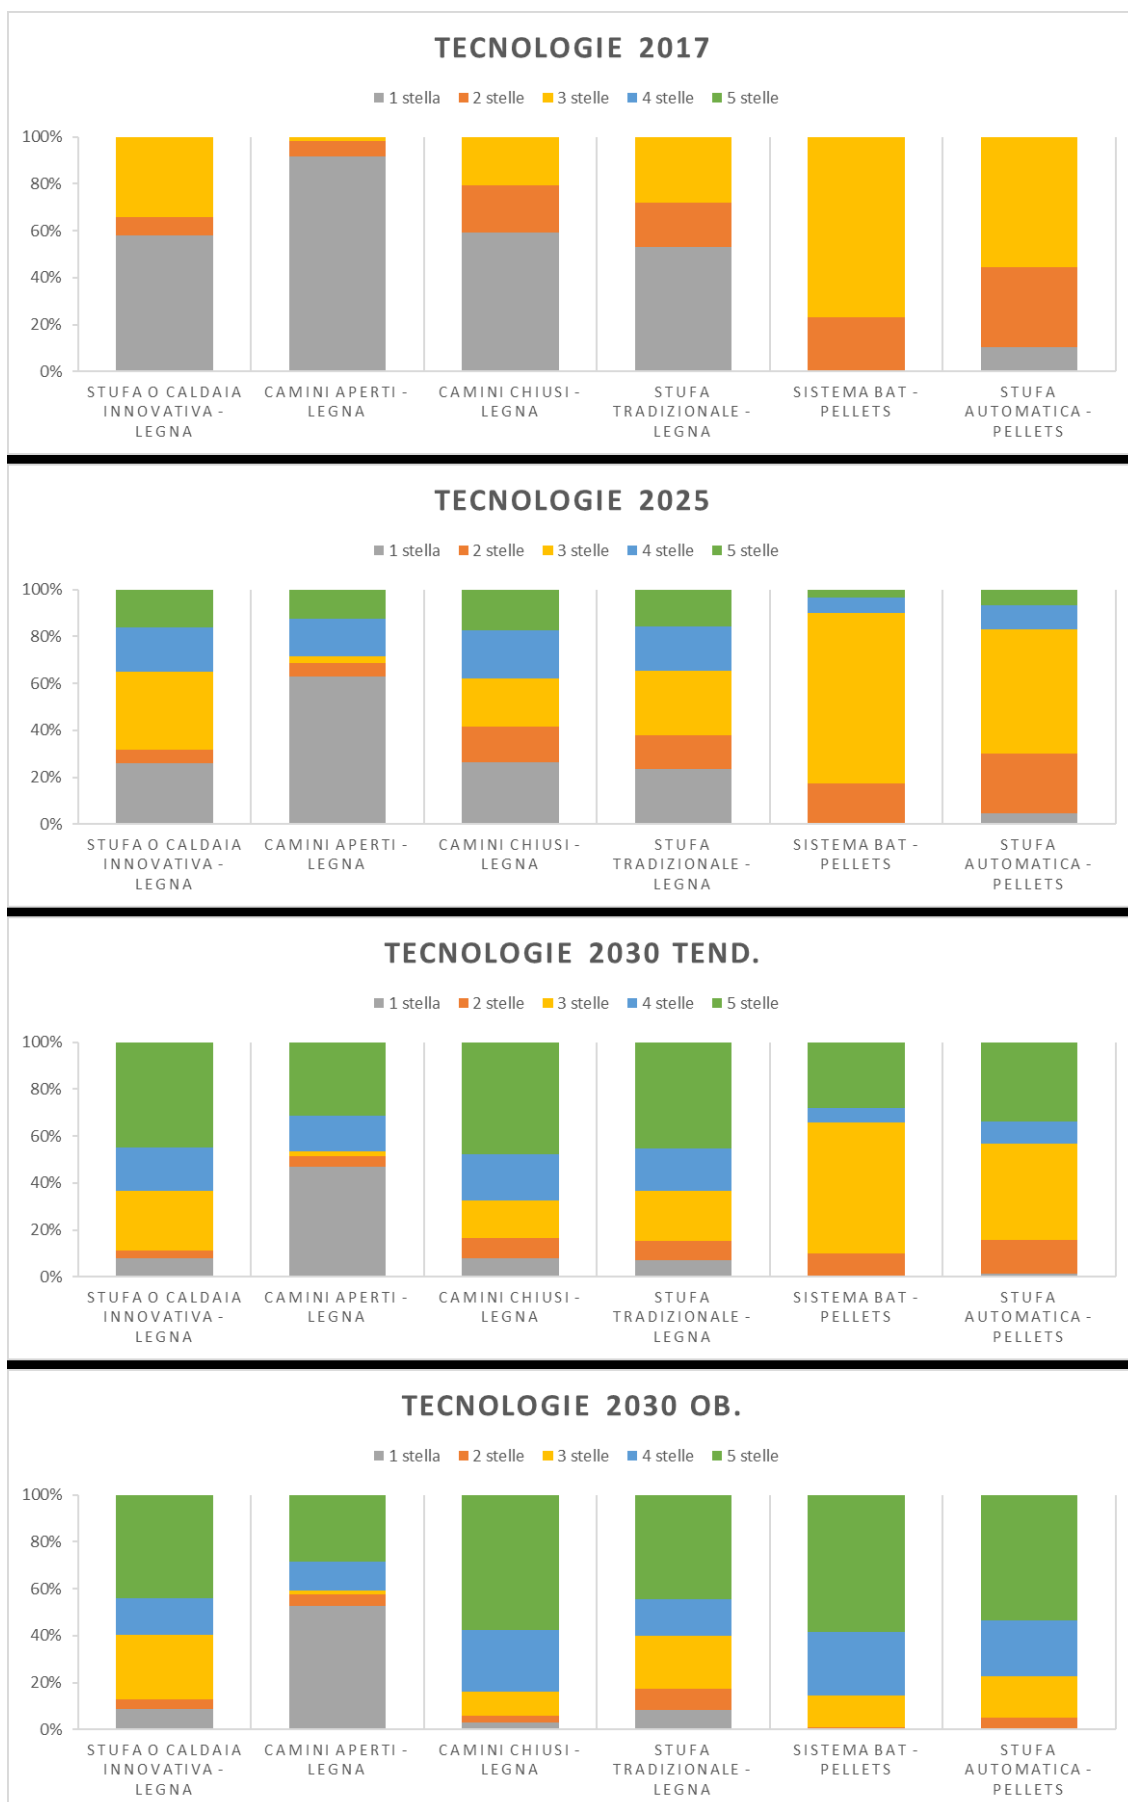 TECNOLOGIE 2017
1 stella 2 stelle 3 stelle 4 stelle 5 stelle
100%
80%
60%
40%
20%
0%
STUFA O CALDAIA INNOVATIVA - LEGNA
CAMINI APERTI - LEGNA
CAMINI CHIUSI - LEGNA
STUFA TRADIZIONALE - LEGNA
SISTEMA BAT - PELLETS
STUFA AUTOMATICA - PELLETS
TECNOLOGIE 2025
1 stella 2 stelle 3 stelle 4 stelle 5 stelle
100%
80%
60%
40%
20%
0%
STUFA O CALDAIA INNOVATIVA - LEGNA
CAMINI APERTI - LEGNA
CAMINI CHIUSI - LEGNA
STUFA TRADIZIONALE - LEGNA
SISTEMA BAT - PELLETS
STUFA AUTOMATICA - PELLETS
TECNOLOGIE 2030 TEND.
1 stella 2 stelle 3 stelle 4 stelle 5 stelle
100%
80%
60%
40%
20%
0%
STUFA O CALDAIA INNOVATIVA - LEGNA
CAMINI APERTI - LEGNA
CAMINI CHIUSI - LEGNA
STUFA TRADIZIONALE - LEGNA
SISTEMA BAT - PELLETS
STUFA AUTOMATICA - PELLETS
TECNOLOGIE 2030 OB.
1 stella 2 stelle 3 stelle 4 stelle 5 stelle
100%
80%
60%
40%
20%
0%
STUFA O CALDAIA INNOVATIVA - LEGNA
CAMINI APERTI - LEGNA
CAMINI CHIUSI - LEGNA
STUFA TRADIZIONALE - LEGNA
SISTEMA BAT - PELLETS
STUFA AUTOMATICA - PELLETS